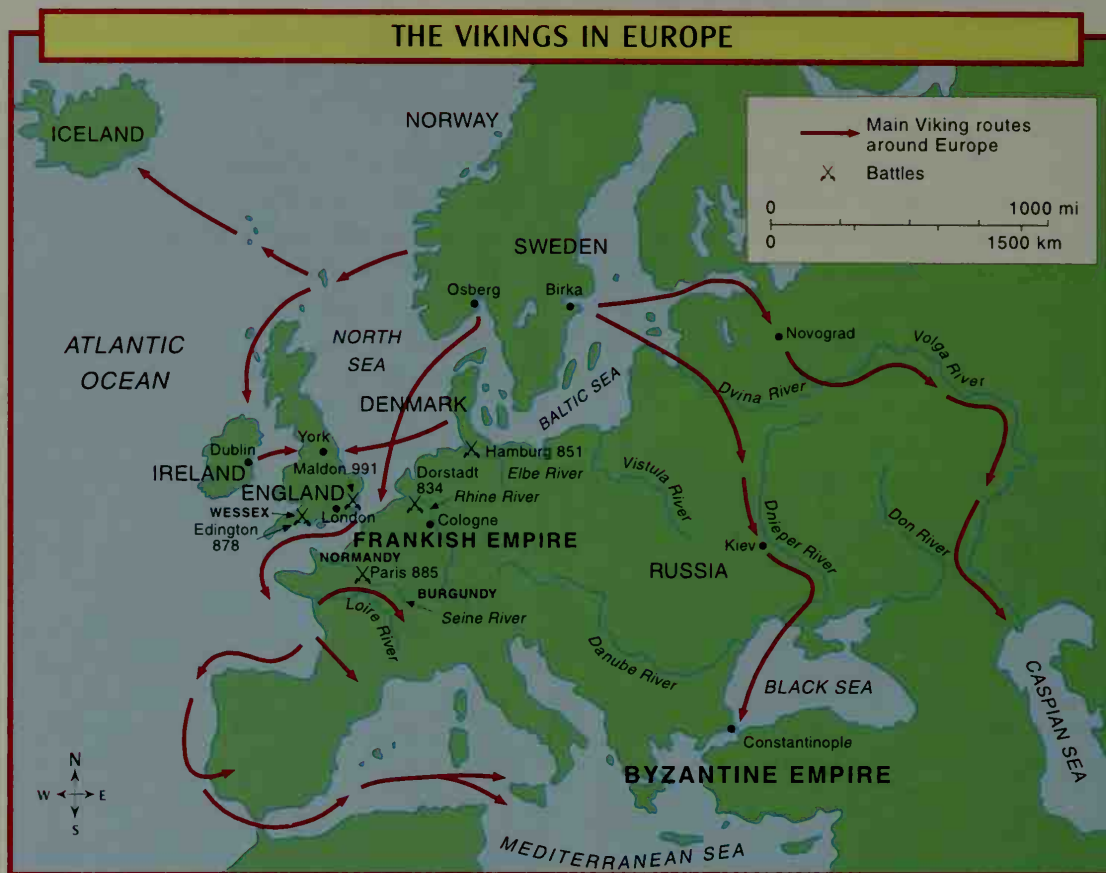 THE VIKINGS IN EUROPE
Main Viking routes
around Europe
Battles
0 1000 mi
0 1500 km
ICELAND
NORWAY
SWEDEN
Osberg
Birka
Novograd
Volga River
ATLANTIC
OCEAN
NORTH
SEA
DENMARK
BALTIC SEA
Dvina River
York
Dublin
Maldon 991
IRELAND
ENGLAND
WESSEX
London
Edington
878
Hamburg 851
Elbe River
Dorstadt
834
Rhine River
Cologne
Vistula River
Dnieper River
Don River
FRANKISH EMPIRE
NORMANDY
Paris 885
BURGUNDY
Loire River
Seine River
Kiev
RUSSIA
Danube River
BLACK SEA
CASPIAN SEA
Constantinople
BYZANTINE EMPIRE
MEDITERRANEAN SEA
N
W E
S